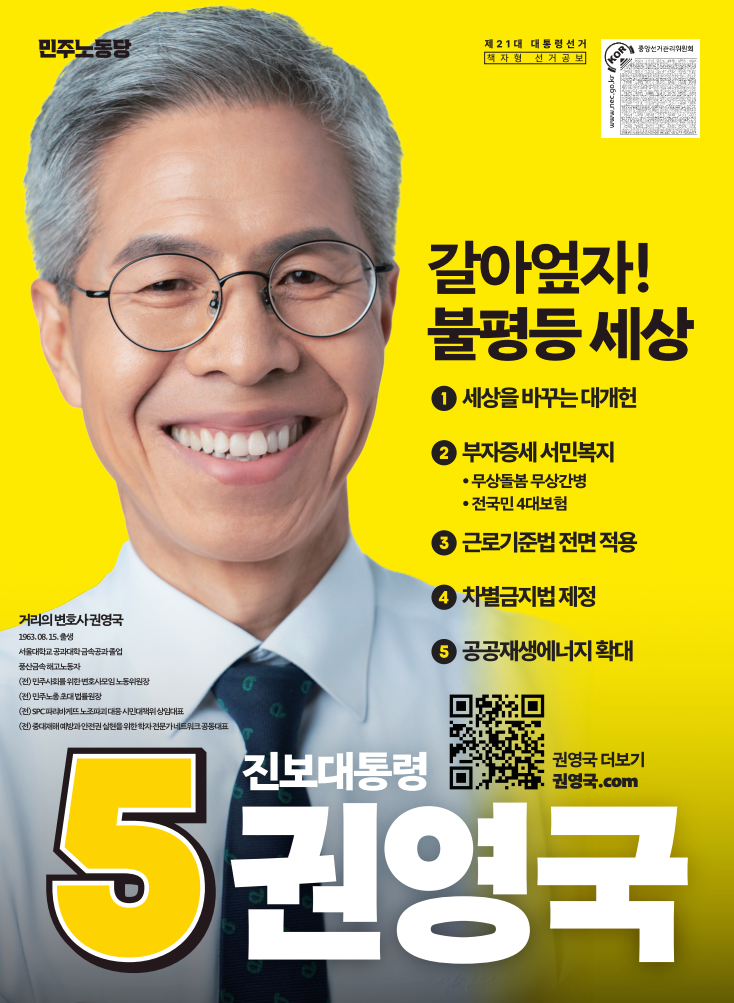 민주노동당
제21대 대통령선거
책자형 선거공보
KOR
중앙선거관리위원회
www.nec.go.kr
갈아엎자!
불평등 세상
1 세상을 바꾸는 대개헌
2 부자증세 서민복지
• 무상돌봄 무상간병
• 전국민 4대보험
3 근로기준법 전면 적용
4 차별금지법 제정
5 공공재생에너지 확대
거리의 변호사 권영국
1963. 08. 15. 출생
서울대학교 공과대학 금속공과 졸업
풍산금속 해고노동자
(전) 민주사회를 위한 변호사모임 노동위원장
(전) 민주노총 초대 법률원장
(전) SPC 파리바게뜨 노조파괴 대응 시민대책위 상임대표
(전) 중대재해 예방과 안전권 실현을 위한 학자·전문가 네트워크 공동대표
권영국 더보기
권영국.com
진보대통령
5 권영국